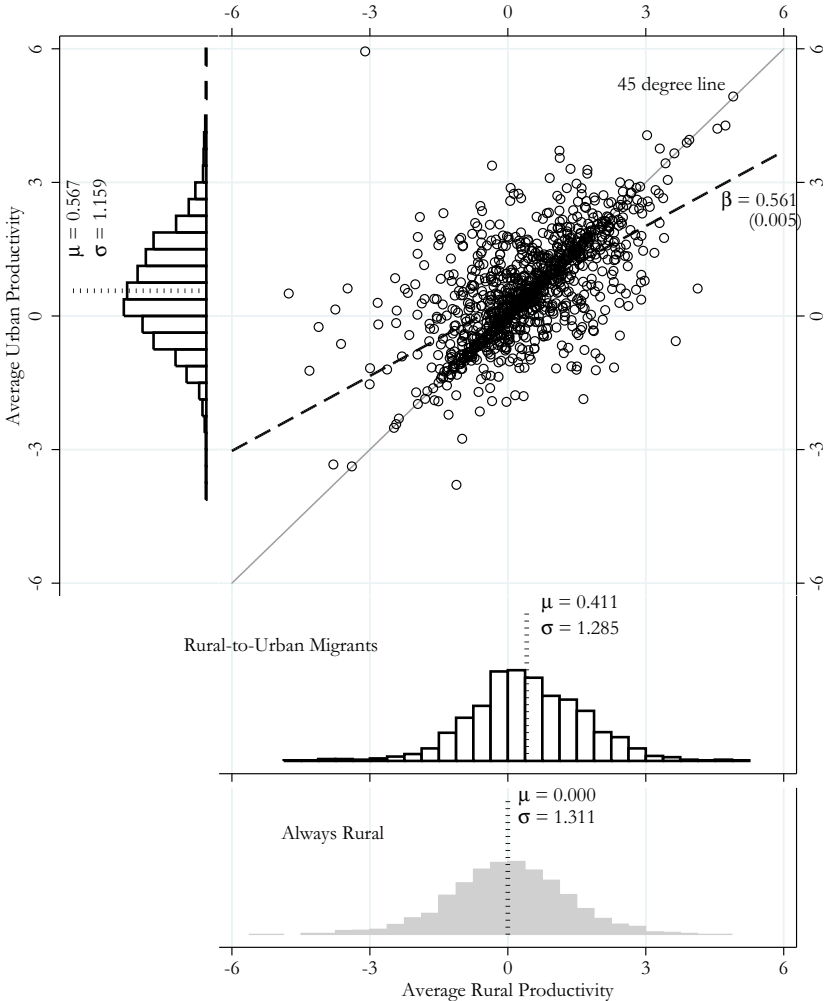 -6 -3 0 3 6
6 6
45 degree line
3 3
μ = 0.567
σ = 1.159
β = 0.561
(0.005)
Average Urban Productivity
0 0
-3 -3
-6 -6
μ = 0.411
σ = 1.285
Rural-to-Urban Migrants
μ = 0.000
σ = 1.311
Always Rural
-6 -3 0 3 6
Average Rural Productivity